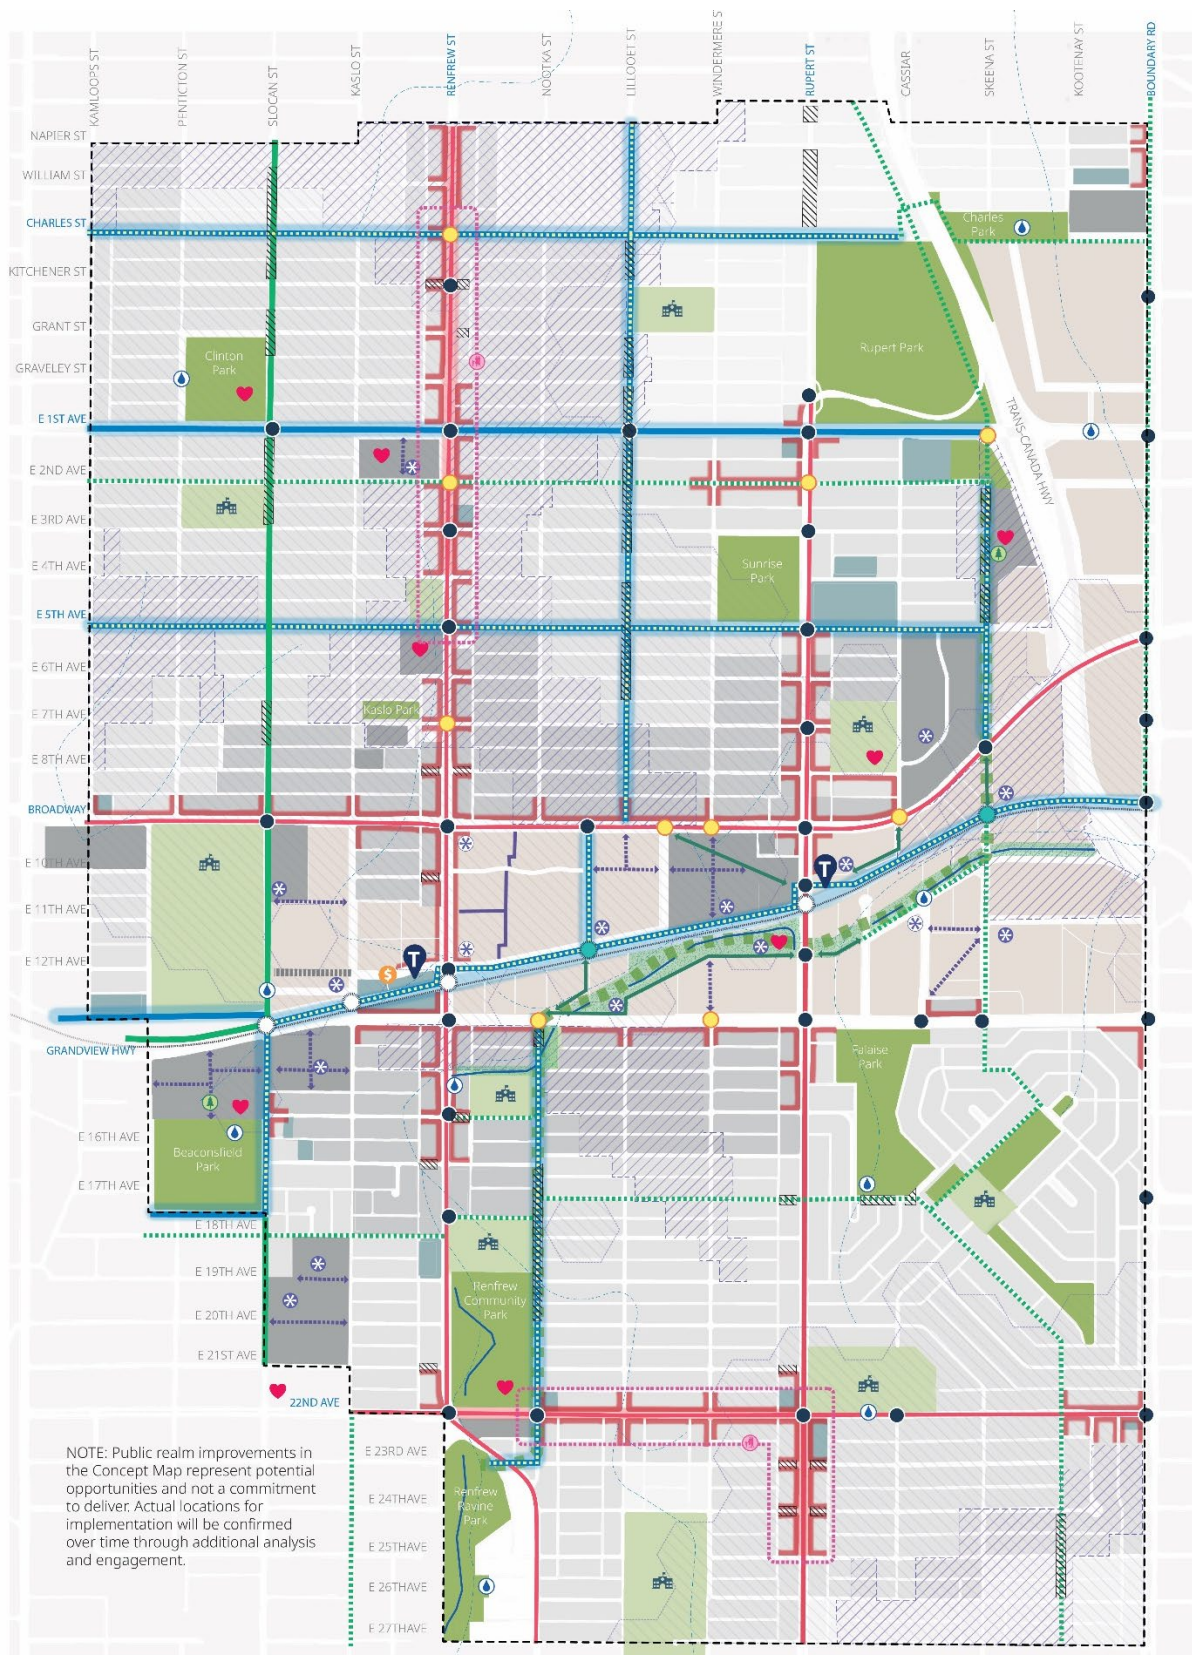 KAMLOOPS ST
PENTICTON ST
SLOCAN ST
KASLO ST
RENFREW ST
NOOTKA ST
LILLOOET ST
WINDERMERE S
RUPERT ST
CASSIAR
SKEENA ST
KOOTENAY ST
BOUNDARY RD
NAPIER ST
WILLIAM ST
CHARLES ST
Charles
Park
KITCHENER ST
GRANT ST
Clinton
Park
Rupert Park
GRAVELEY ST
TRANS-CANADA HWY
E 1ST AVE
E 2ND AVE
E 3RD AVE
E 4TH AVE
Sunrise
Park
E 5TH AVE
E 6TH AVE
E 7TH AVE
Kaslo Park
E 8TH AVE
BROADWAY
E 10TH AVE
T
E 11TH AVE
E 12TH AVE
T
$
GRANDVIEW HWY
Falaise
Park
E 16TH AVE
Beaconsfield
Park
E 17TH AVE
E 18TH AVE
E 19TH AVE
Renfrew
Community
Park
E 20TH AVE
E 21ST AVE
22ND AVE
NOTE: Public realm improvements in
the Concept Map represent potential
opportunities and not a commitment
to deliver. Actual locations for
implementation will be confirmed
over time through additional analysis
and engagement.
E 23RD AVE
Renfrew
Ravine
Park
E 24THAVE
E 25THAVE
E 26THAVE
E 27THAVE